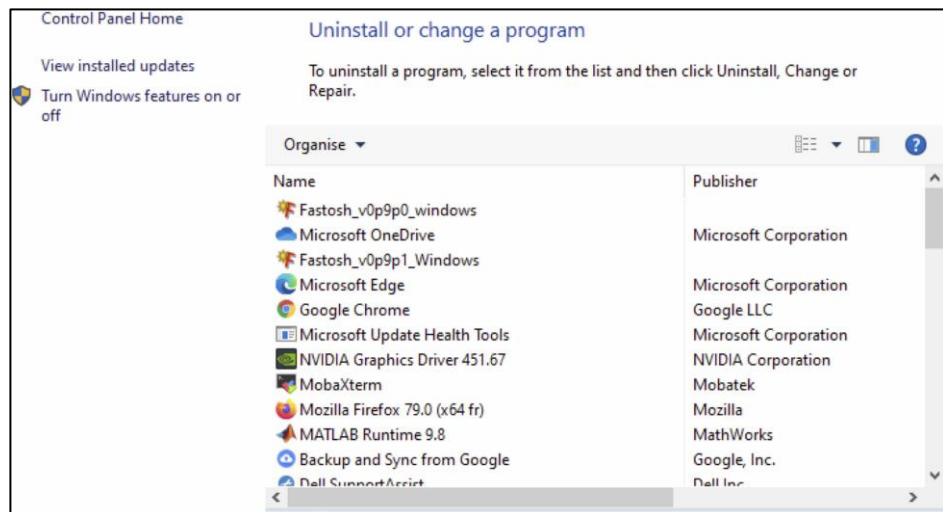 Control Panel Home
View installed updates
Turn Windows features on or
off
Uninstall or change a program
To uninstall a program, select it from the list and then click Uninstall, Change or
Repair.
Organise
Name Publisher
Fastosh_v0p9p0_windows
Microsoft OneDrive Microsoft Corporation
Fastosh_v0p9p1_Windows
Microsoft Edge Microsoft Corporation
Google Chrome Google LLC
Microsoft Update Health Tools Microsoft Corporation
NVIDIA Graphics Driver 451.67 NVIDIA Corporation
MobaXterm Mobatek
Mozilla Firefox 79.0 (x64 fr) Mozilla
MATLAB Runtime 9.8 MathWorks
Backup and Sync from Google Google, Inc.
Dell SupportAssist Dell Inc